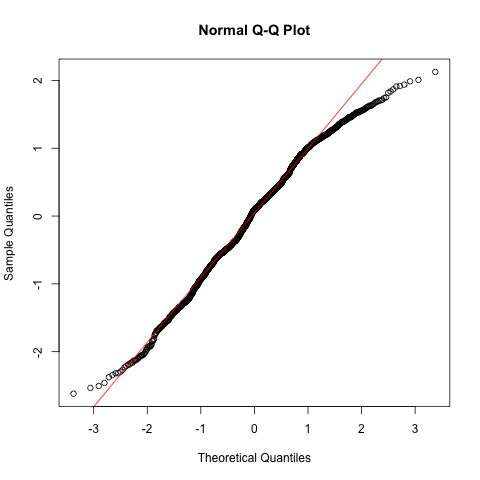 Normal Q-Q Plot
Sample Quantiles
2
1
0
-1
-2
-3 -2 -1 0 1 2 3
Theoretical Quantiles